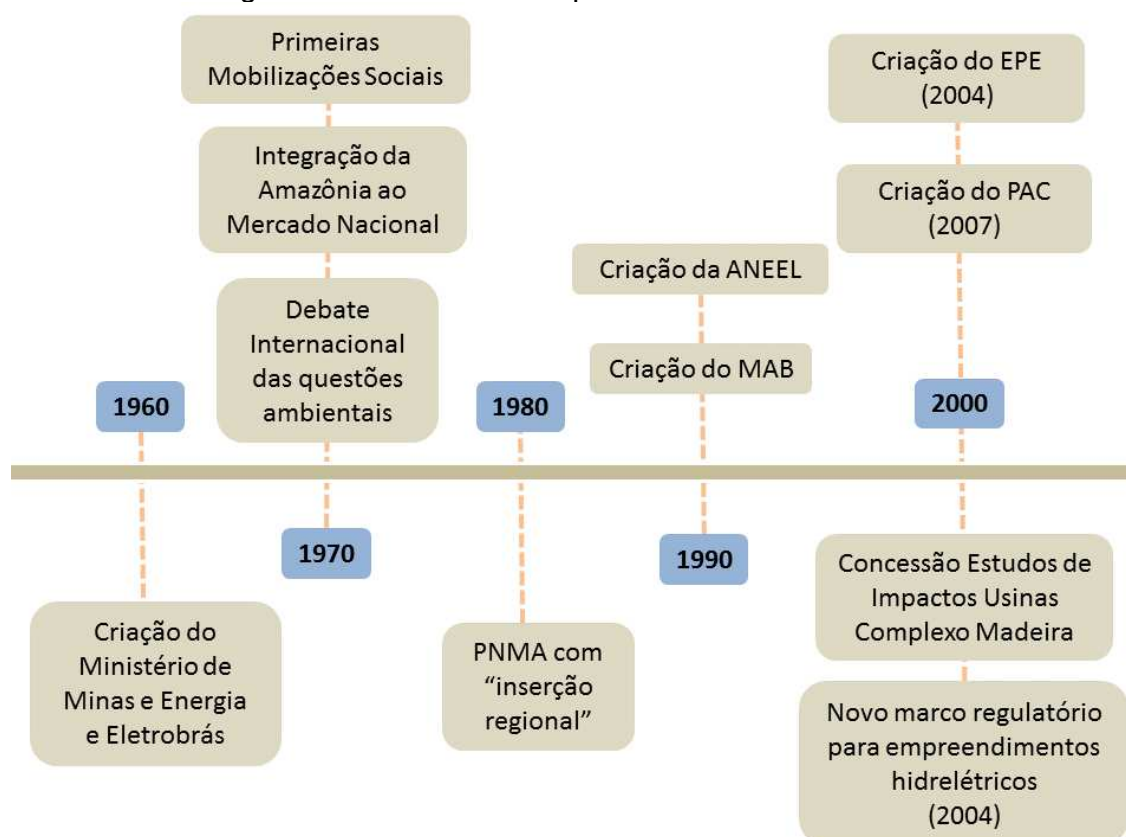 Primeiras
Mobilizações Sociais
Integração da
Amazônia ao
Mercado Nacional
Debate
Internacional
das questões
ambientais
Criação da ANEEL
Criação do MAB
Criação do EPE
(2004)
Criação do PAC
(2007)
1960
1980
2000
1970
1990
Criação do
Ministério de
Minas e Energia
e Eletrobrás
PNMA com
“inserção
regional”
Concessão Estudos de
Impactos Usinas
Complexo Madeira
Novo marco regulatório
para empreendimentos
hidrelétricos
(2004)